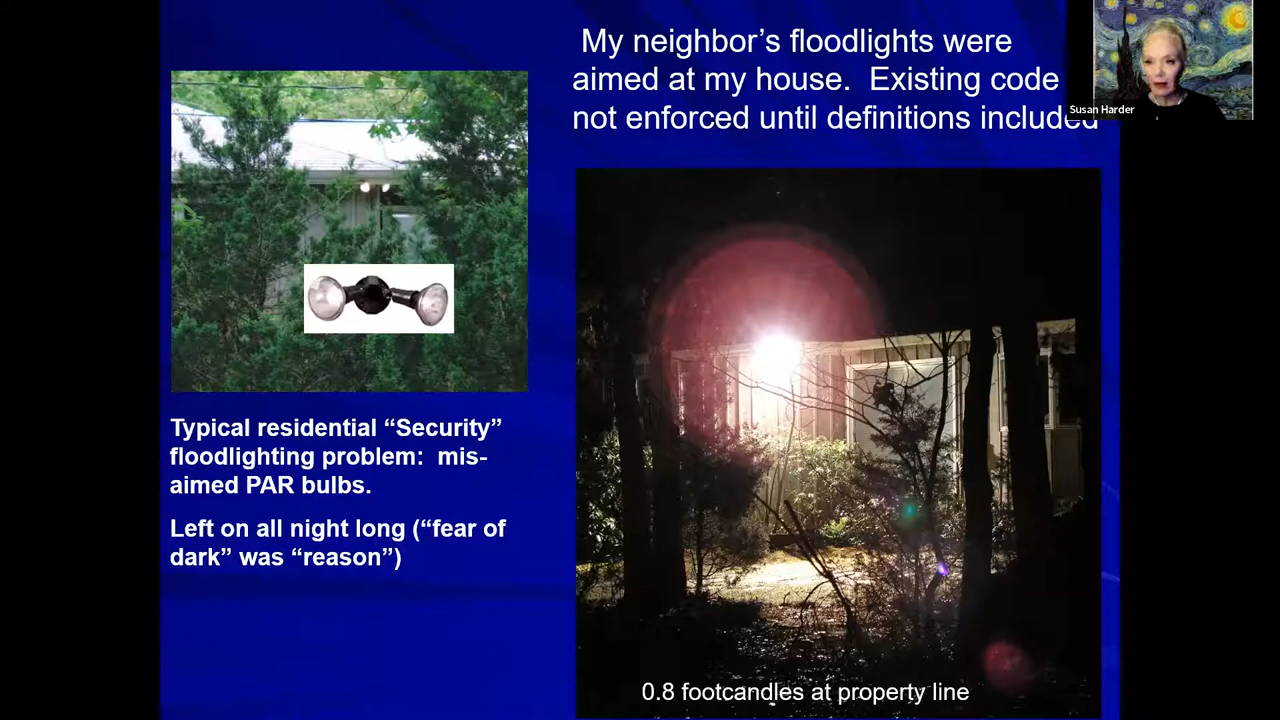 My neighbor’s floodlights were
aimed at my house.  Existing code
not enforced until definitions included
Susan Harder
Typical residential “Security”
floodlighting problem:  mis-
aimed PAR bulbs.
Left on all night long (“fear of
dark” was “reason”)
0.8 footcandles at property line